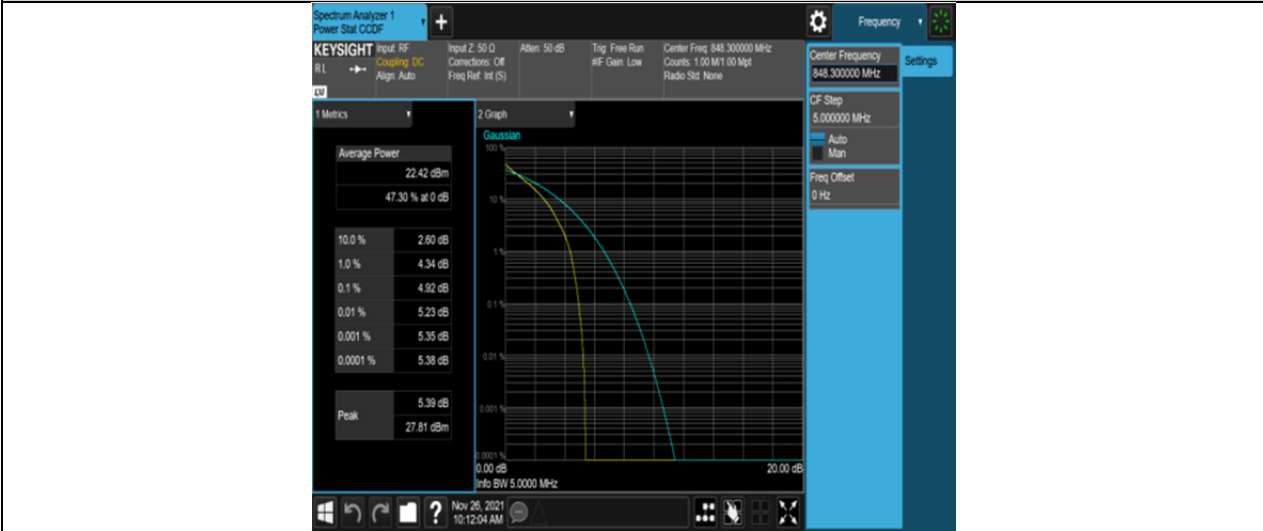 Spectrum Analyzer 1
Power Stat CCDF
Frequency
KEYSIGHT
RL
LV
Input: RF
Coupling: DC
Align: Auto
Input Z: 50 Ω
Corrections: Off
Freq Ref: Int (S)
Atten: 50 dB
Trig: Free Run
#IF Gain: Low
Center Freq: 848.300000 MHz
Counts: 1.00 M/1.00 Mpt
Radio Std: None
Center Frequency
848.300000 MHz
Settings
CF Step
5.000000 MHz
Auto
Man
Freq Offset
0 Hz
1 Metrics
Average Power
22.42 dBm
47.30 % at 0 dB
10.0 % 2.60 dB
1.0 % 4.34 dB
0.1 % 4.92 dB
0.01 % 5.23 dB
0.001 % 5.35 dB
0.0001 % 5.38 dB
Peak
5.39 dB
27.81 dBm
2 Graph
Gaussian
100 %
10 %
1 %
0.1 %
0.01 %
0.001 %
0.0001 %
0.00 dB
20.00 dB
Info BW 5.0000 MHz
Nov 26, 2021
10:12:04 AM